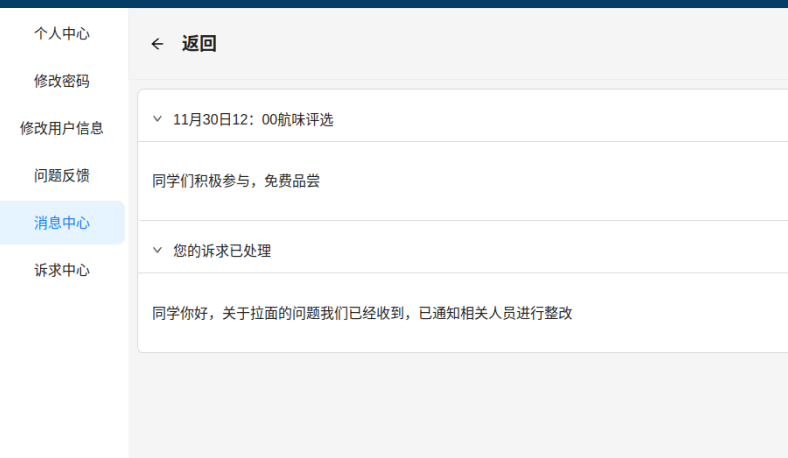 个人中心
修改密码
修改用户信息
问题反馈
消息中心
诉求中心
返回
11月30日12：00航味评选
同学们积极参与，免费品尝
您的诉求已处理
同学你好，关于拉面的问题我们已经收到，已通知相关人员进行整改